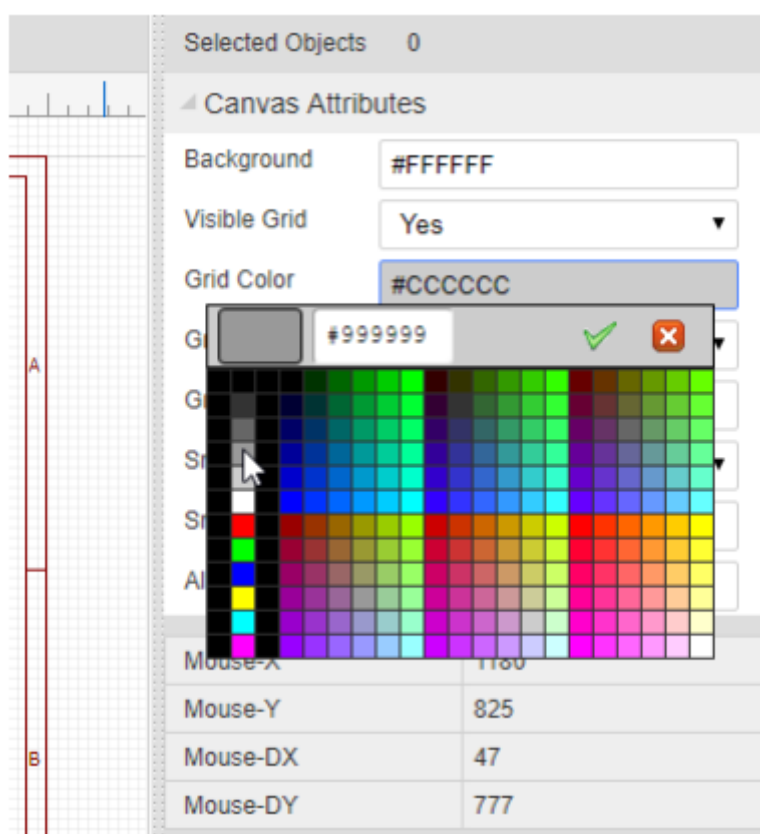 Selected Objects 0
Canvas Attributes
Background #FFFFFF
Visible Grid Yes
Grid Color #CCCCCC
#999999
A
Mouse-X 1180
Mouse-Y 825
B
Mouse-DX 47
Mouse-DY 777